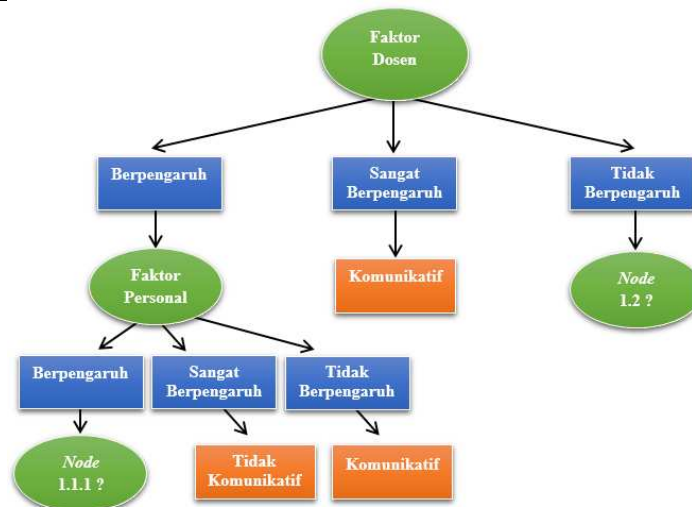 Faktor
Dosen
Berpengaruh
Sangat
Berpengaruh
Tidak
Berpengaruh
Faktor
Personal
Komunikatif
Node
1.2 ?
Berpengaruh
Sangat
Berpengaruh
Tidak
Berpengaruh
Node
1.1.1 ?
Tidak
Komunikatif
Komunikatif